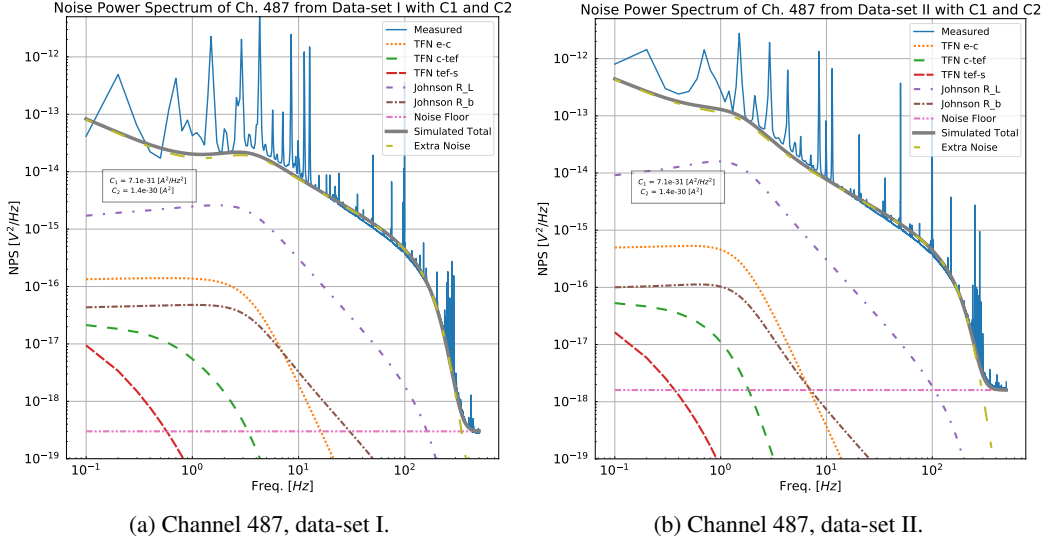 Noise Power Spectrum of Ch. 487 from Data-set I with C1 and C2
NPS [V²/Hz]
10⁻¹²
10⁻¹³
10⁻¹⁴
10⁻¹⁵
10⁻¹⁶
10⁻¹⁷
10⁻¹⁸
10⁻¹⁹
Measured
TFN e-c
TFN c-tef
TFN tef-s
Johnson R_L
Johnson R_b
Noise Floor
Simulated Total
Extra Noise
C₁ = 7.1e-31 [A²/Hz²]
C₂ = 1.4e-30 [A²]
10⁻¹ 10⁰ 10¹ 10²
Freq. [Hz]
(a) Channel 487, data-set I.
Noise Power Spectrum of Ch. 487 from Data-set II with C1 and C2
NPS [V²/Hz]
10⁻¹²
10⁻¹³
10⁻¹⁴
10⁻¹⁵
10⁻¹⁶
10⁻¹⁷
10⁻¹⁸
10⁻¹⁹
Measured
TFN e-c
TFN c-tef
TFN tef-s
Johnson R_L
Johnson R_b
Noise Floor
Simulated Total
Extra Noise
C₁ = 7.1e-31 [A²/Hz²]
C₂ = 1.4e-30 [A²]
10⁻¹ 10⁰ 10¹ 10²
Freq. [Hz]
(b) Channel 487, data-set II.